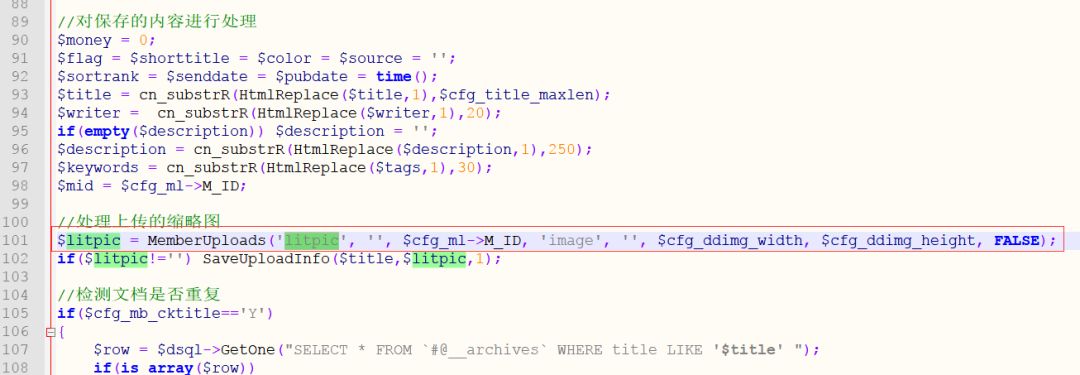 88
89 //对保存的内容进行处理
90 $money = 0;
91 $flag = $shorttitle = $color = $source = '';
92 $sortrank = $senddate = $pubdate = time();
93 $title = cn_substrR(HtmlReplace($title,1),$cfg_title_maxlen);
94 $writer =  cn_substrR(HtmlReplace($writer,1),20);
95 if(empty($description)) $description = '';
96 $description = cn_substrR(HtmlReplace($description,1),250);
97 $keywords = cn_substrR(HtmlReplace($tags,1),30);
98 $mid = $cfg_ml->M_ID;
99
100 //处理上传的缩略图
101 $litpic = MemberUploads('litpic', '', $cfg_ml->M_ID, 'image', '', $cfg_ddimg_width, $cfg_ddimg_height, FALSE);
102 if($litpic!='') SaveUploadInfo($title,$litpic,1);
103
104 //检测文档是否重复
105 if($cfg_mb_cktitle=='Y')
106 {
107 $row = $dsql->GetOne("SELECT * FROM `#@__archives` WHERE title LIKE '$title' ");
108 if(is_array($row))